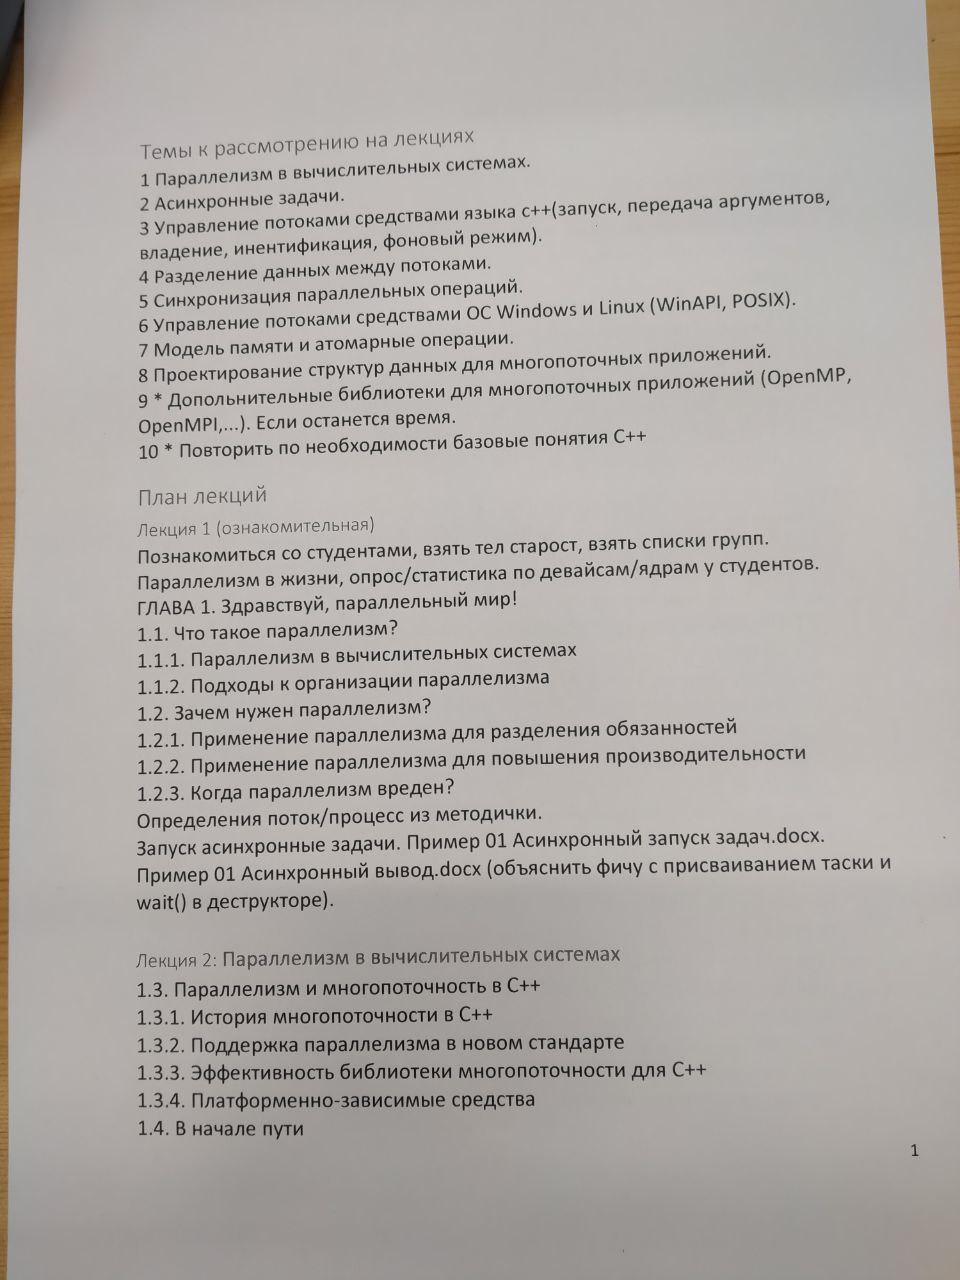 Темы к рассмотрению на лекциях
1 Параллелизм в вычислительных системах.
2 Асинхронные задачи.
3 Управление потоками средствами языка с++(запуск, передача аргументов,
владение, инентификация, фоновый режим).
4 Разделение данных между потоками.
5 Синхронизация параллельных операций.
6 Управление потоками средствами ОС Windows и Linux (WinAPI, POSIX).
7 Модель памяти и атомарные операции.
8 Проектирование структур данных для многопоточных приложений.
9 * Допольнительные библиотеки для многопоточных приложений (OpenMP,
OpenMPI,...). Если останется время.
10 * Повторить по необходимости базовые понятия С++
План лекций
Лекция 1 (ознакомительная)
Познакомиться со студентами, взять тел старост, взять списки групп.
Параллелизм в жизни, опрос/статистика по девайсам/ядрам у студентов.
ГЛАВА 1. Здравствуй, параллельный мир!
1.1. Что такое параллелизм?
1.1.1. Параллелизм в вычислительных системах
1.1.2. Подходы к организации параллелизма
1.2. Зачем нужен параллелизм?
1.2.1. Применение параллелизма для разделения обязанностей
1.2.2. Применение параллелизма для повышения производительности
1.2.3. Когда параллелизм вреден?
Определения поток/процесс из методички.
Запуск асинхронные задачи. Пример 01 Асинхронный запуск задач.docx.
Пример 01 Асинхронный вывод.docx (объяснить фичу с присваиванием таски и
wait() в деструкторе).
Лекция 2: Параллелизм в вычислительных системах
1.3. Параллелизм и многопоточность в С++
1.3.1. История многопоточности в С++
1.3.2. Поддержка параллелизма в новом стандарте
1.3.3. Эффективность библиотеки многопоточности для С++
1.3.4. Платформенно-зависимые средства
1.4. В начале пути
1